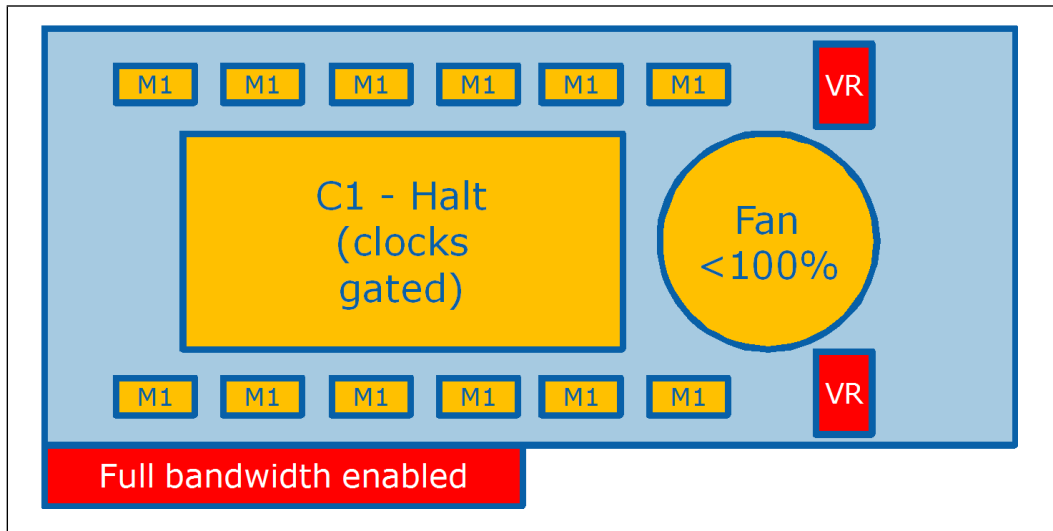 M1 M1 M1 M1 M1 M1 VR
C1 - Halt
(clocks
gated)
Fan
<100%
M1 M1 M1 M1 M1 M1 VR
Full bandwidth enabled